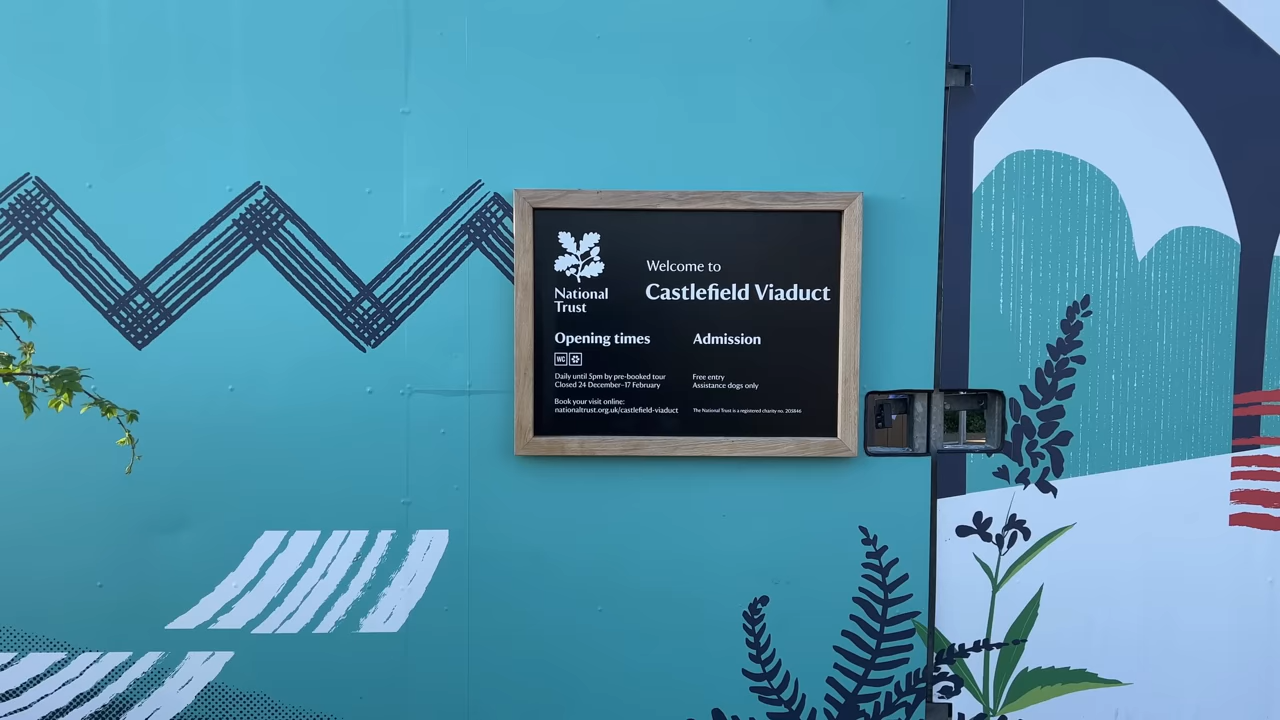 National
Trust
Welcome to
Castlefield Viaduct
Opening times
WC
Daily until 5pm by pre-booked tour
Closed 24 December–17 February
Book your visit online:
nationaltrust.org.uk/castlefield-viaduct
Admission
Free entry
Assistance dogs only
The National Trust is a registered charity no. 205846